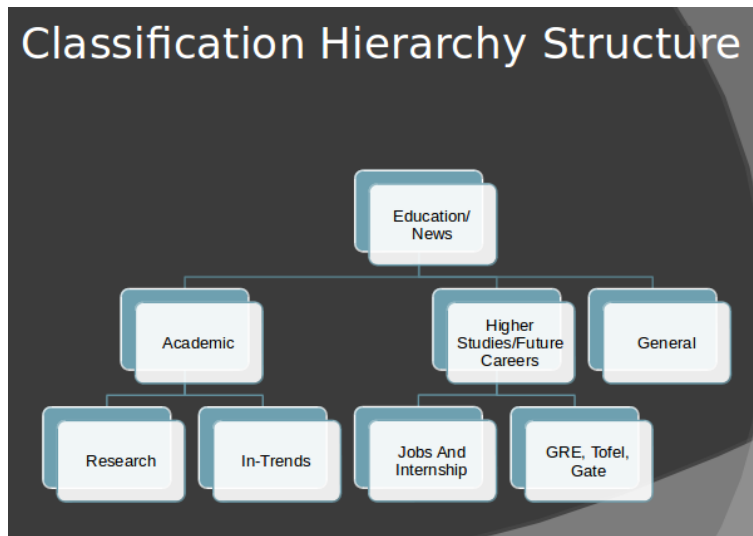 Classification Hierarchy Structure
Education/
News
Academic
Higher
Studies/Future
Careers
General
Research
In-Trends
Jobs And
Internship
GRE, Tofel,
Gate